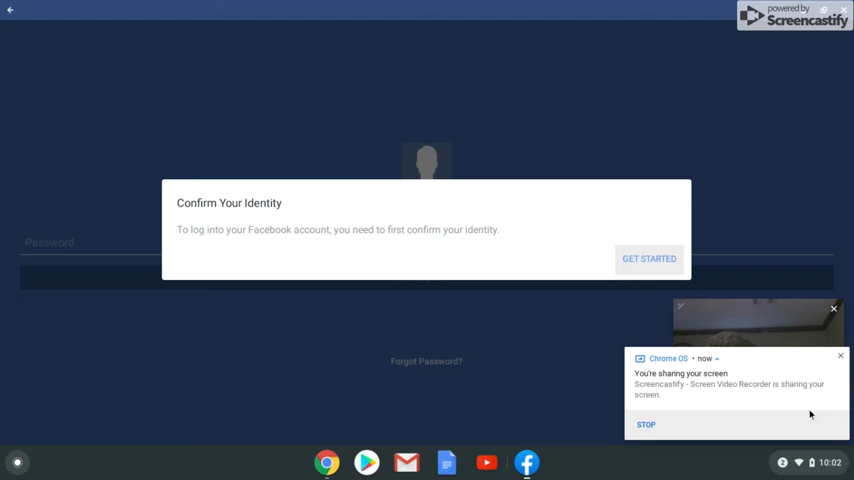 powered by
Screencastify
Confirm Your Identity
To log into your Facebook account, you need to first confirm your identity.
Password
GET STARTED
Forgot Password?
Chrome OS • now
You're sharing your screen
Screencastify - Screen Video Recorder is sharing your
screen.
STOP
2
10:02